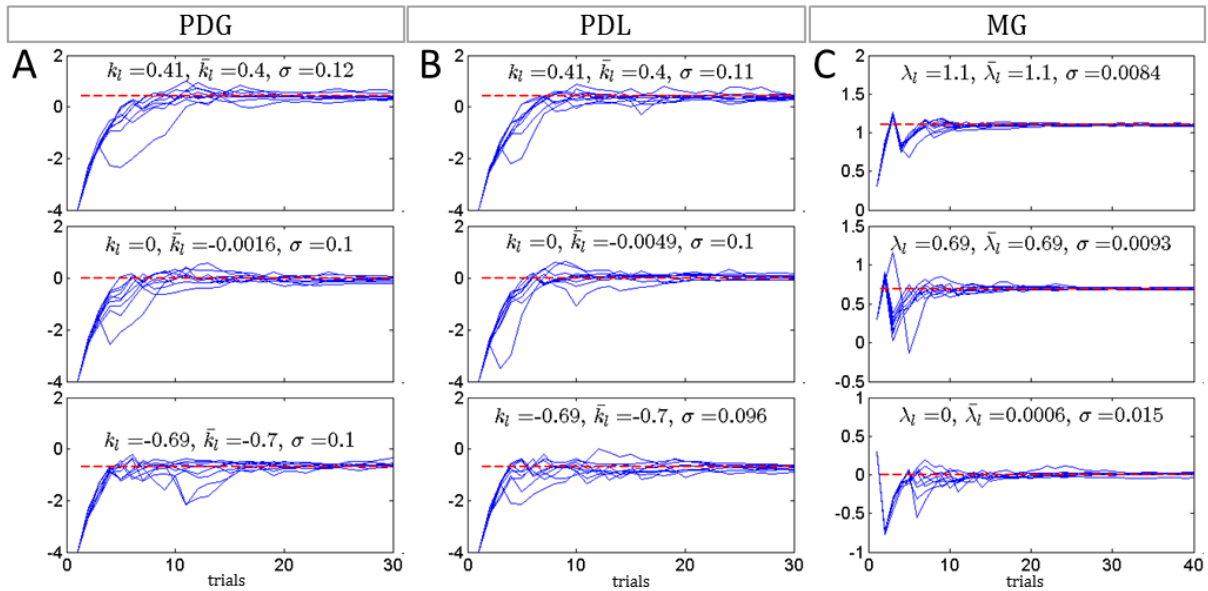 PDG
PDL
MG
A
B
C
k_l=0.41, k̄_l=0.4, σ=0.12
2
0
-2
-4
k_l=0.41, k̄_l=0.4, σ=0.11
2
0
-2
-4
λ_l=1.1, λ̄_l=1.1, σ=0.0084
2
1.5
1
0.5
0
k_l=0, k̄_l=-0.0016, σ=0.1
2
0
-2
-4
k_l=0, k̄_l=-0.0049, σ=0.1
2
0
-2
-4
λ_l=0.69, λ̄_l=0.69, σ=0.0093
1.5
1
0.5
0
-0.5
k_l=-0.69, k̄_l=-0.7, σ=0.1
0
-2
-4
0 10 20 30
trials
k_l=-0.69, k̄_l=-0.7, σ=0.096
0
-2
-4
0 10 20 30
trials
λ_l=0, λ̄_l=0.0006, σ=0.015
1
0.5
0
-0.5
-1
0 10 20 30 40
trials